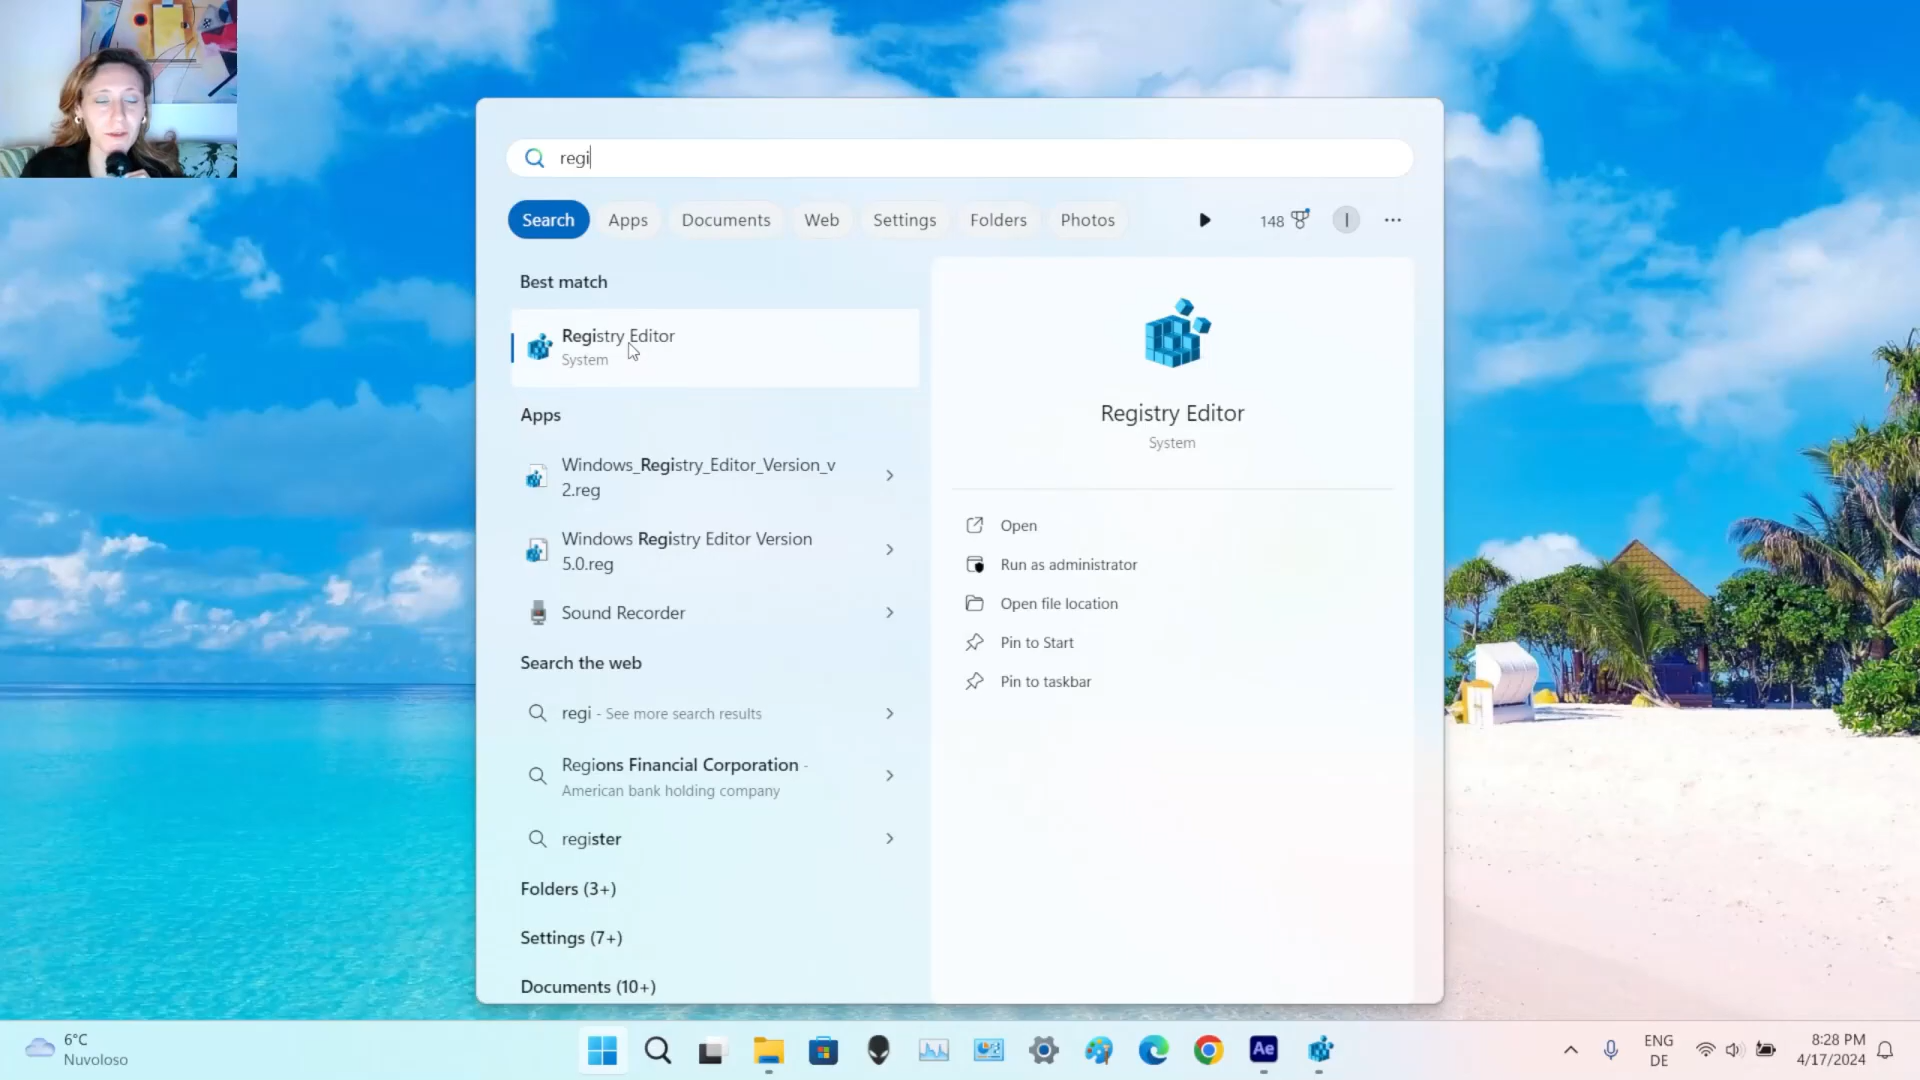 regi
Search
Apps
Documents
Web
Settings
Folders
Photos
148
I
Best match
Registry Editor
System
Apps
Windows_Registry_Editor_Version_v
2.reg
Windows Registry Editor Version
5.0.reg
Sound Recorder
Search the web
regi - See more search results
Regions Financial Corporation -
American bank holding company
register
Folders (3+)
Settings (7+)
Documents (10+)
Registry Editor
System
Open
Run as administrator
Open file location
Pin to Start
Pin to taskbar
6°C
Nuvoloso
Ae
ENG
DE
8:28 PM
4/17/2024